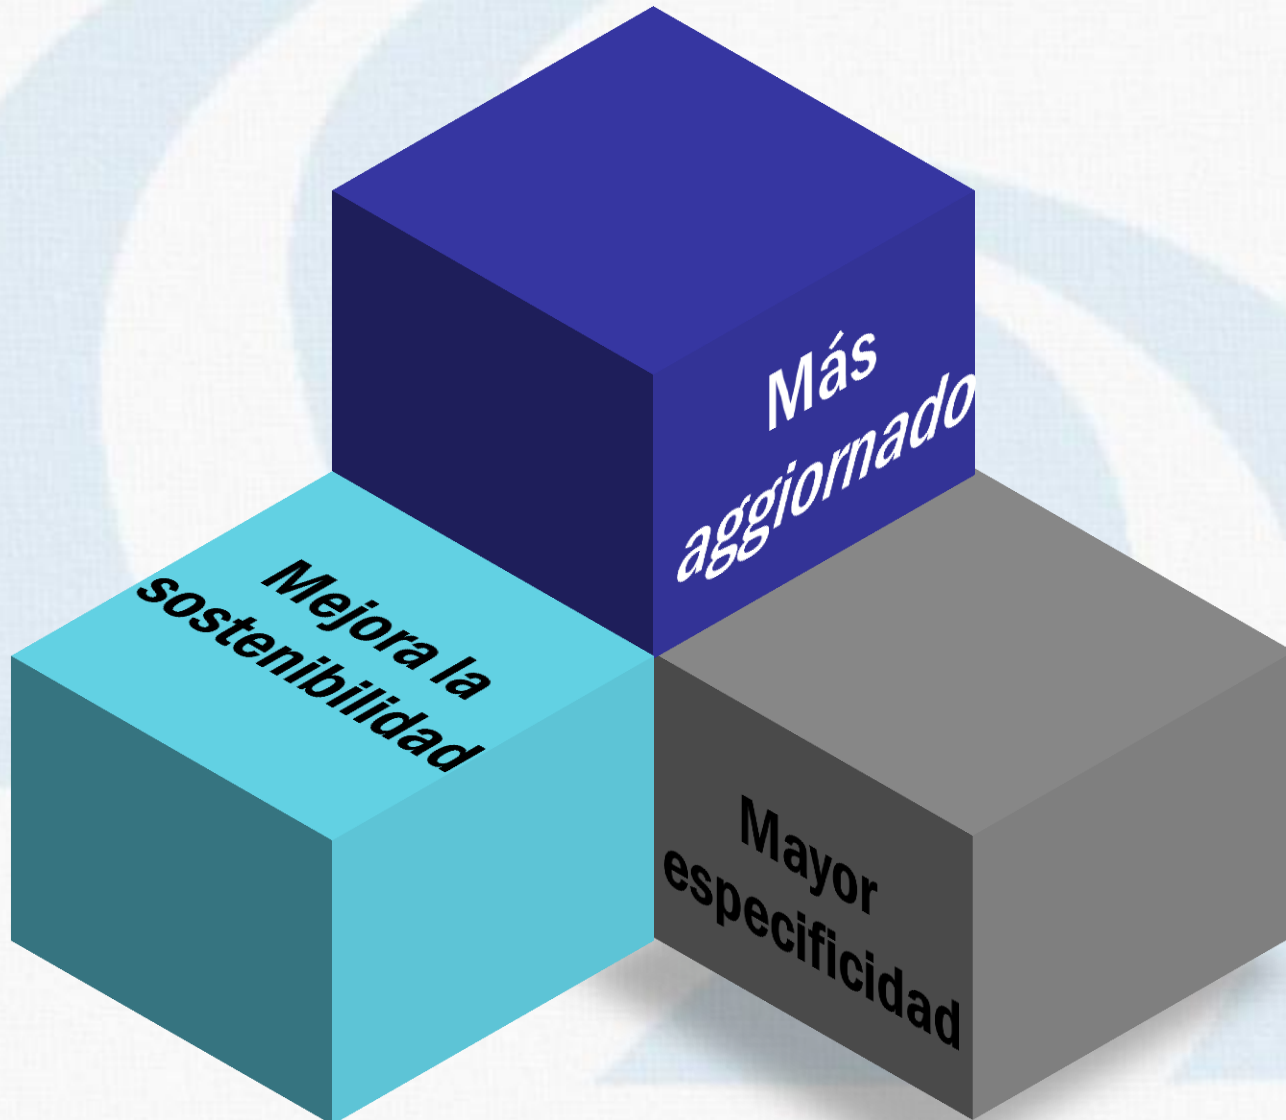 Más
aggiornado
Mejora la
sostenibilidad
Mayor
especificidad